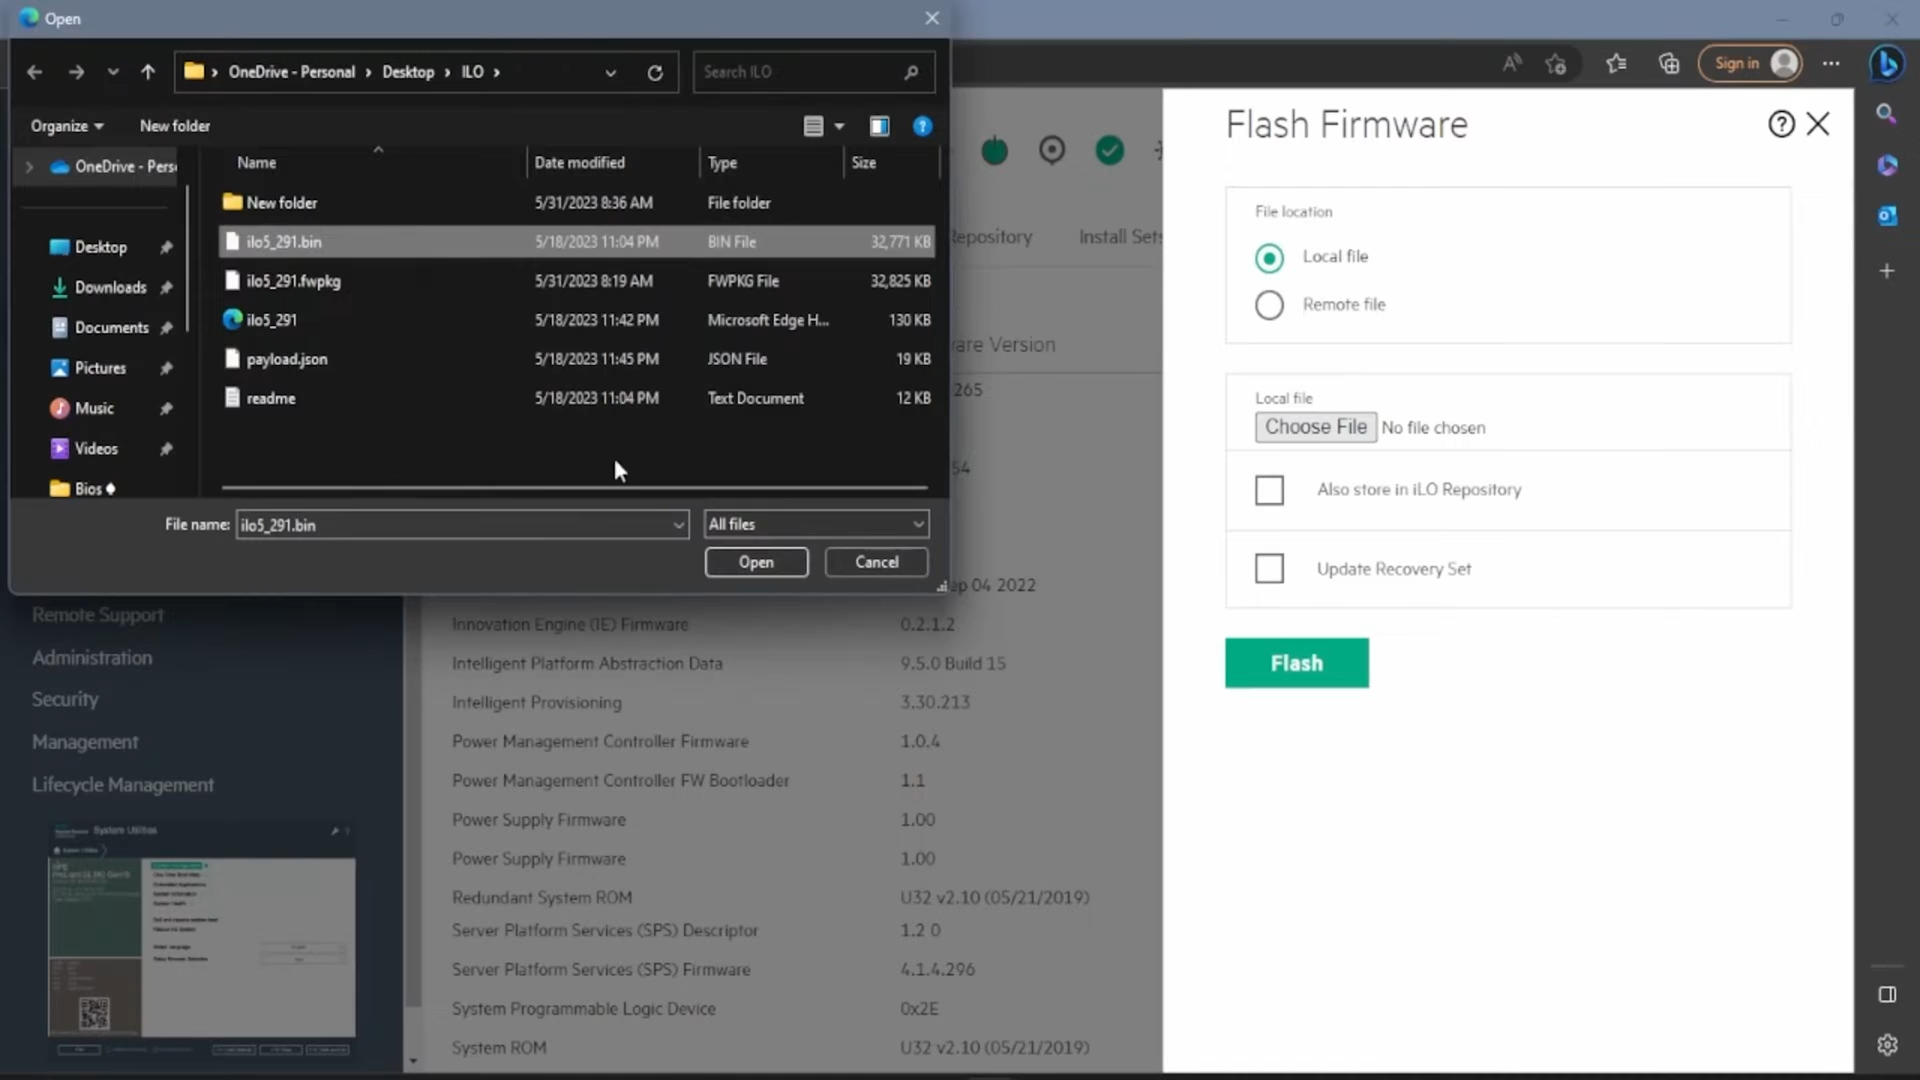 Open
OneDrive - Personal › Desktop › ILO ›
Search ILO
Organize
New folder
OneDrive - Pers
Desktop
Downloads
Documents
Pictures
Music
Videos
Bios
Name Date modified Type Size
New folder 5/31/2023 8:36 AM File folder
ilo5_291.bin 5/18/2023 11:04 PM BIN File 32,771 KB
ilo5_291.fwpkg 5/31/2023 8:19 AM FWPKG File 32,825 KB
ilo5_291 5/18/2023 11:42 PM Microsoft Edge H... 130 KB
payload.json 5/18/2023 11:45 PM JSON File 19 KB
readme 5/18/2023 11:04 PM Text Document 12 KB
File name: ilo5_291.bin
All files
Open
Cancel
Sign in
epository
Install Sets
are Version
265
54
ep 04 2022
Remote Support
Administration
Security
Management
Lifecycle Management
System Utilities
Innovation Engine (IE) Firmware 0.2.1.2
Intelligent Platform Abstraction Data 9.5.0 Build 15
Intelligent Provisioning 3.30.213
Power Management Controller Firmware 1.0.4
Power Management Controller FW Bootloader 1.1
Power Supply Firmware 1.00
Power Supply Firmware 1.00
Redundant System ROM U32 v2.10 (05/21/2019)
Server Platform Services (SPS) Descriptor 1.2 0
Server Platform Services (SPS) Firmware 4.1.4.296
System Programmable Logic Device 0x2E
System ROM U32 v2.10 (05/21/2019)
Flash Firmware
File location
Local file
Remote file
Local file
Choose File No file chosen
Also store in iLO Repository
Update Recovery Set
Flash